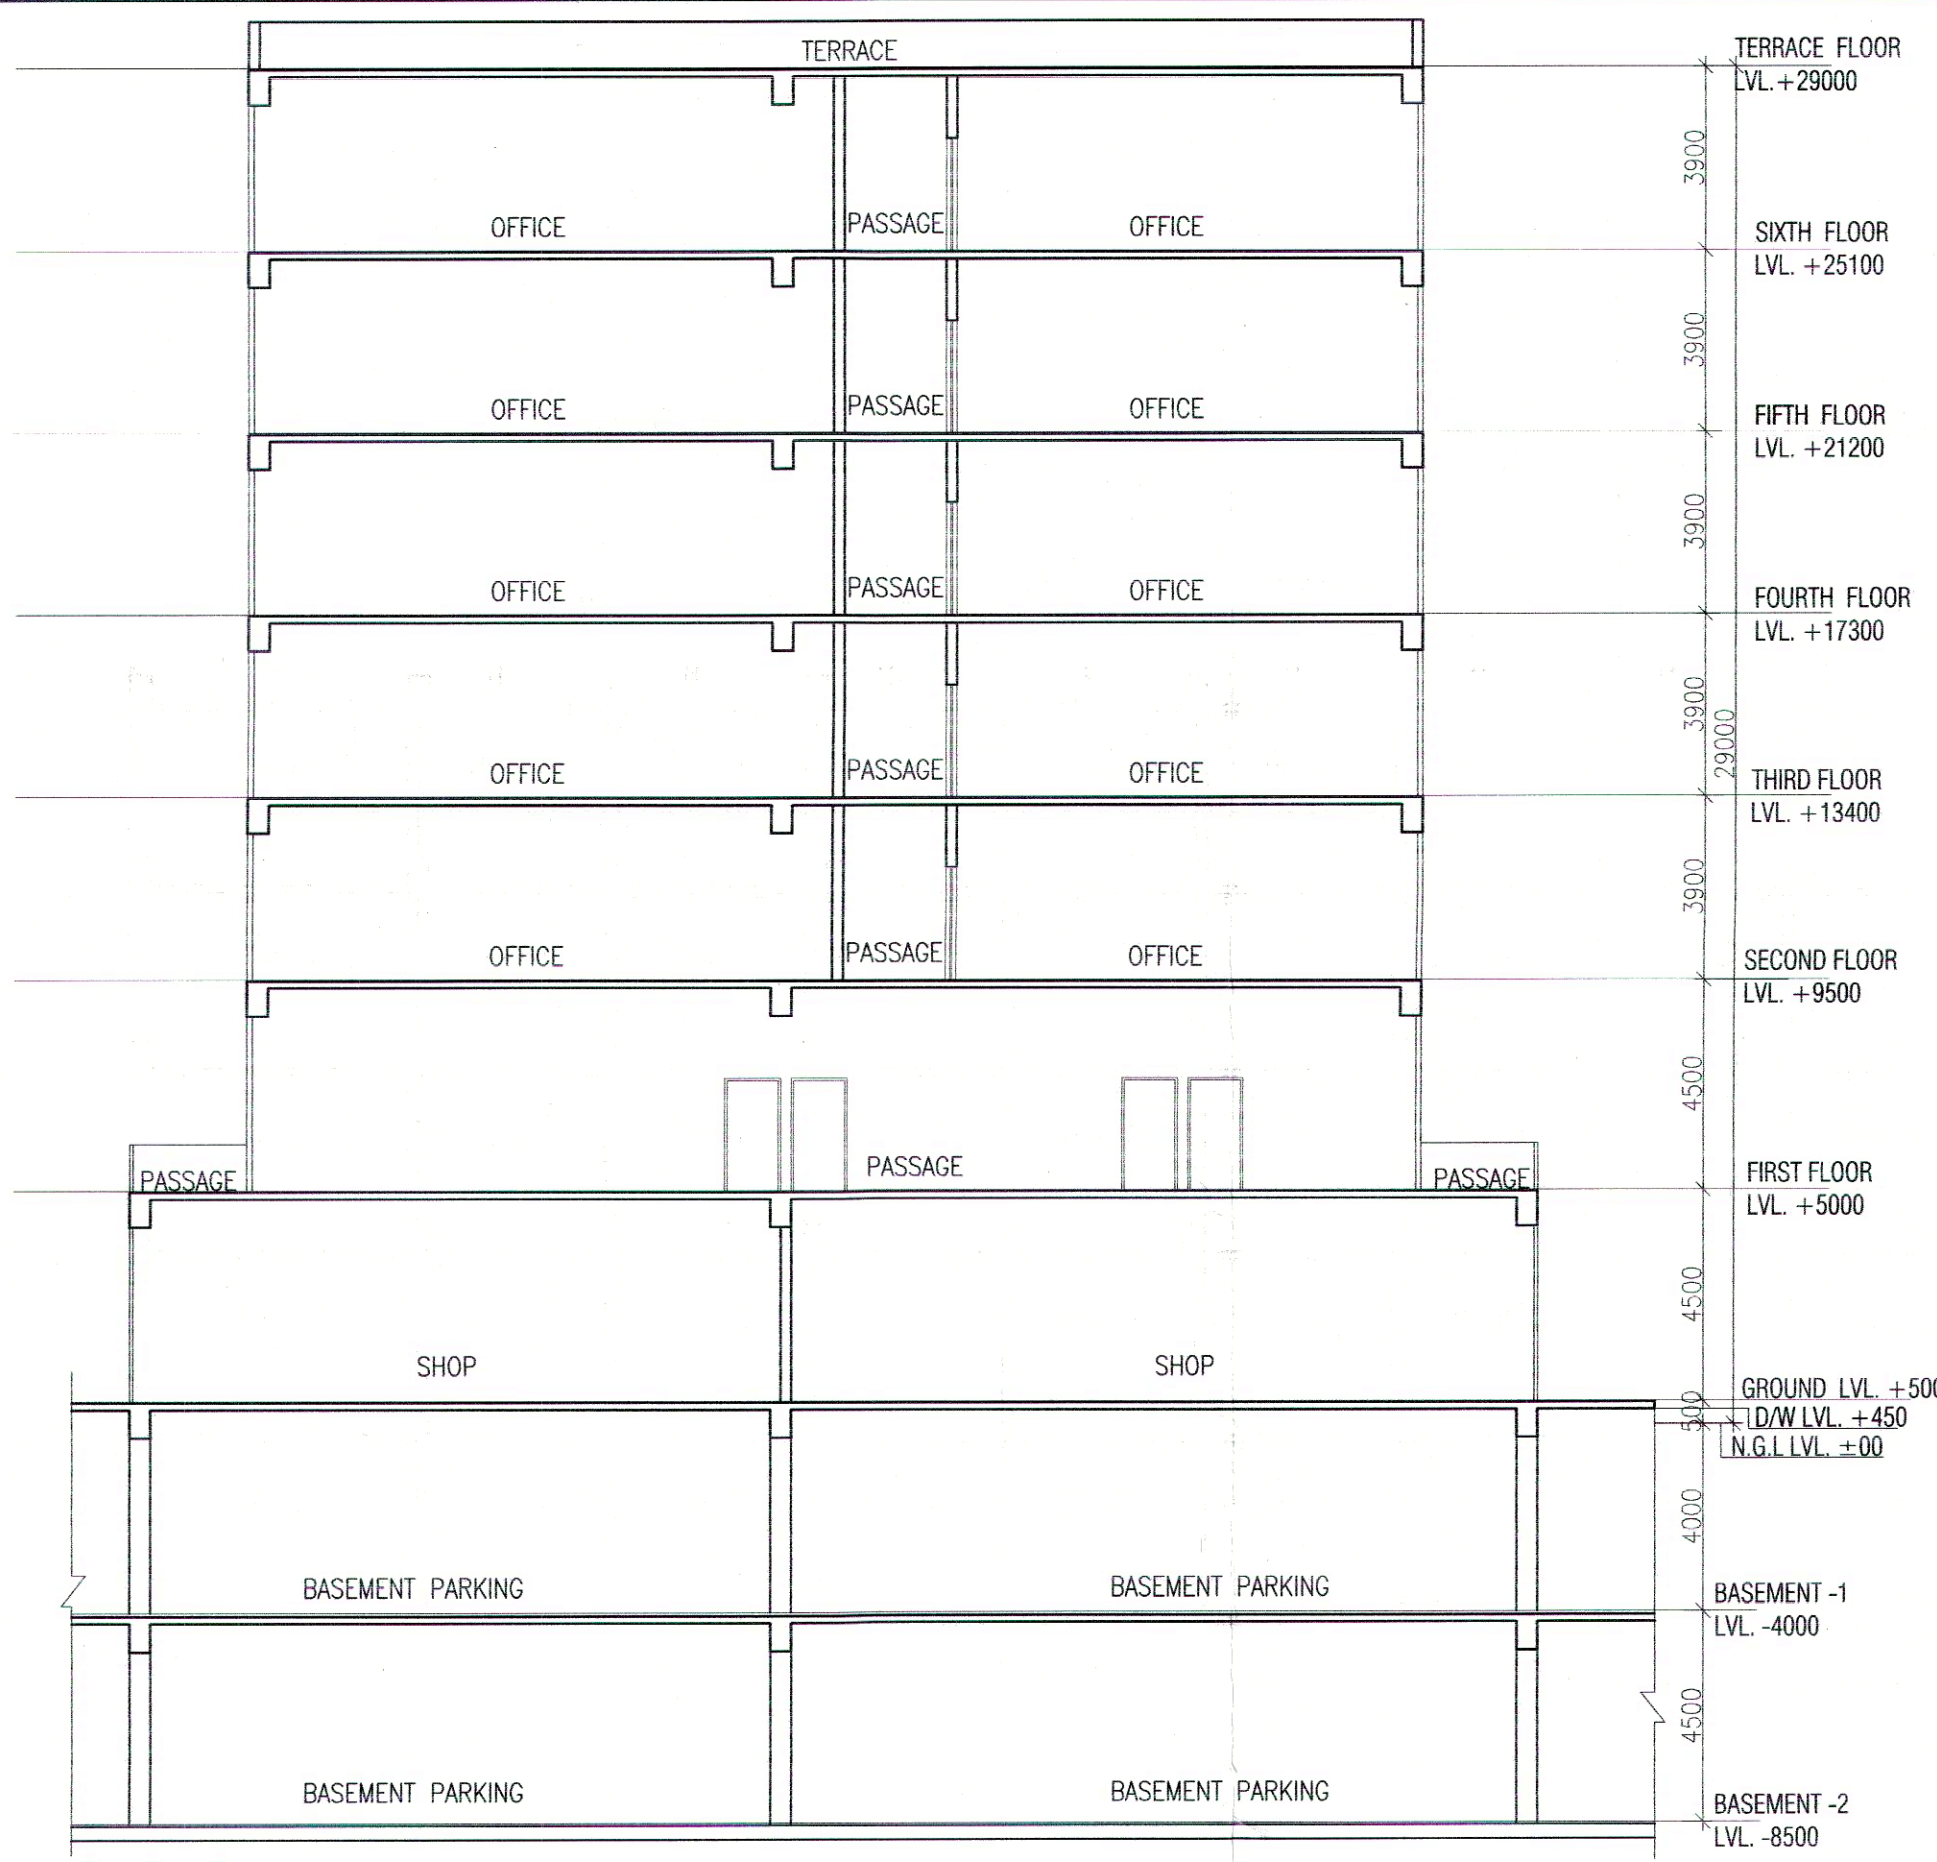 TERRACE
TERRACE FLOOR
LVL.+29000
3900
OFFICE PASSAGE OFFICE
SIXTH FLOOR
LVL. +25100
3900
OFFICE PASSAGE OFFICE
FIFTH FLOOR
LVL. +21200
3900
OFFICE PASSAGE OFFICE
FOURTH FLOOR
LVL. +17300
3900
29000
OFFICE PASSAGE OFFICE
THIRD FLOOR
LVL. +13400
3900
OFFICE PASSAGE OFFICE
SECOND FLOOR
LVL. +9500
4500
PASSAGE PASSAGE PASSAGE
FIRST FLOOR
LVL. +5000
4500
SHOP SHOP
GROUND LVL. +500
500
D/W LVL. +450
N.G.L LVL. ±00
4000
BASEMENT PARKING BASEMENT PARKING
BASEMENT -1
LVL. -4000
4500
BASEMENT PARKING BASEMENT PARKING
BASEMENT -2
LVL. -8500